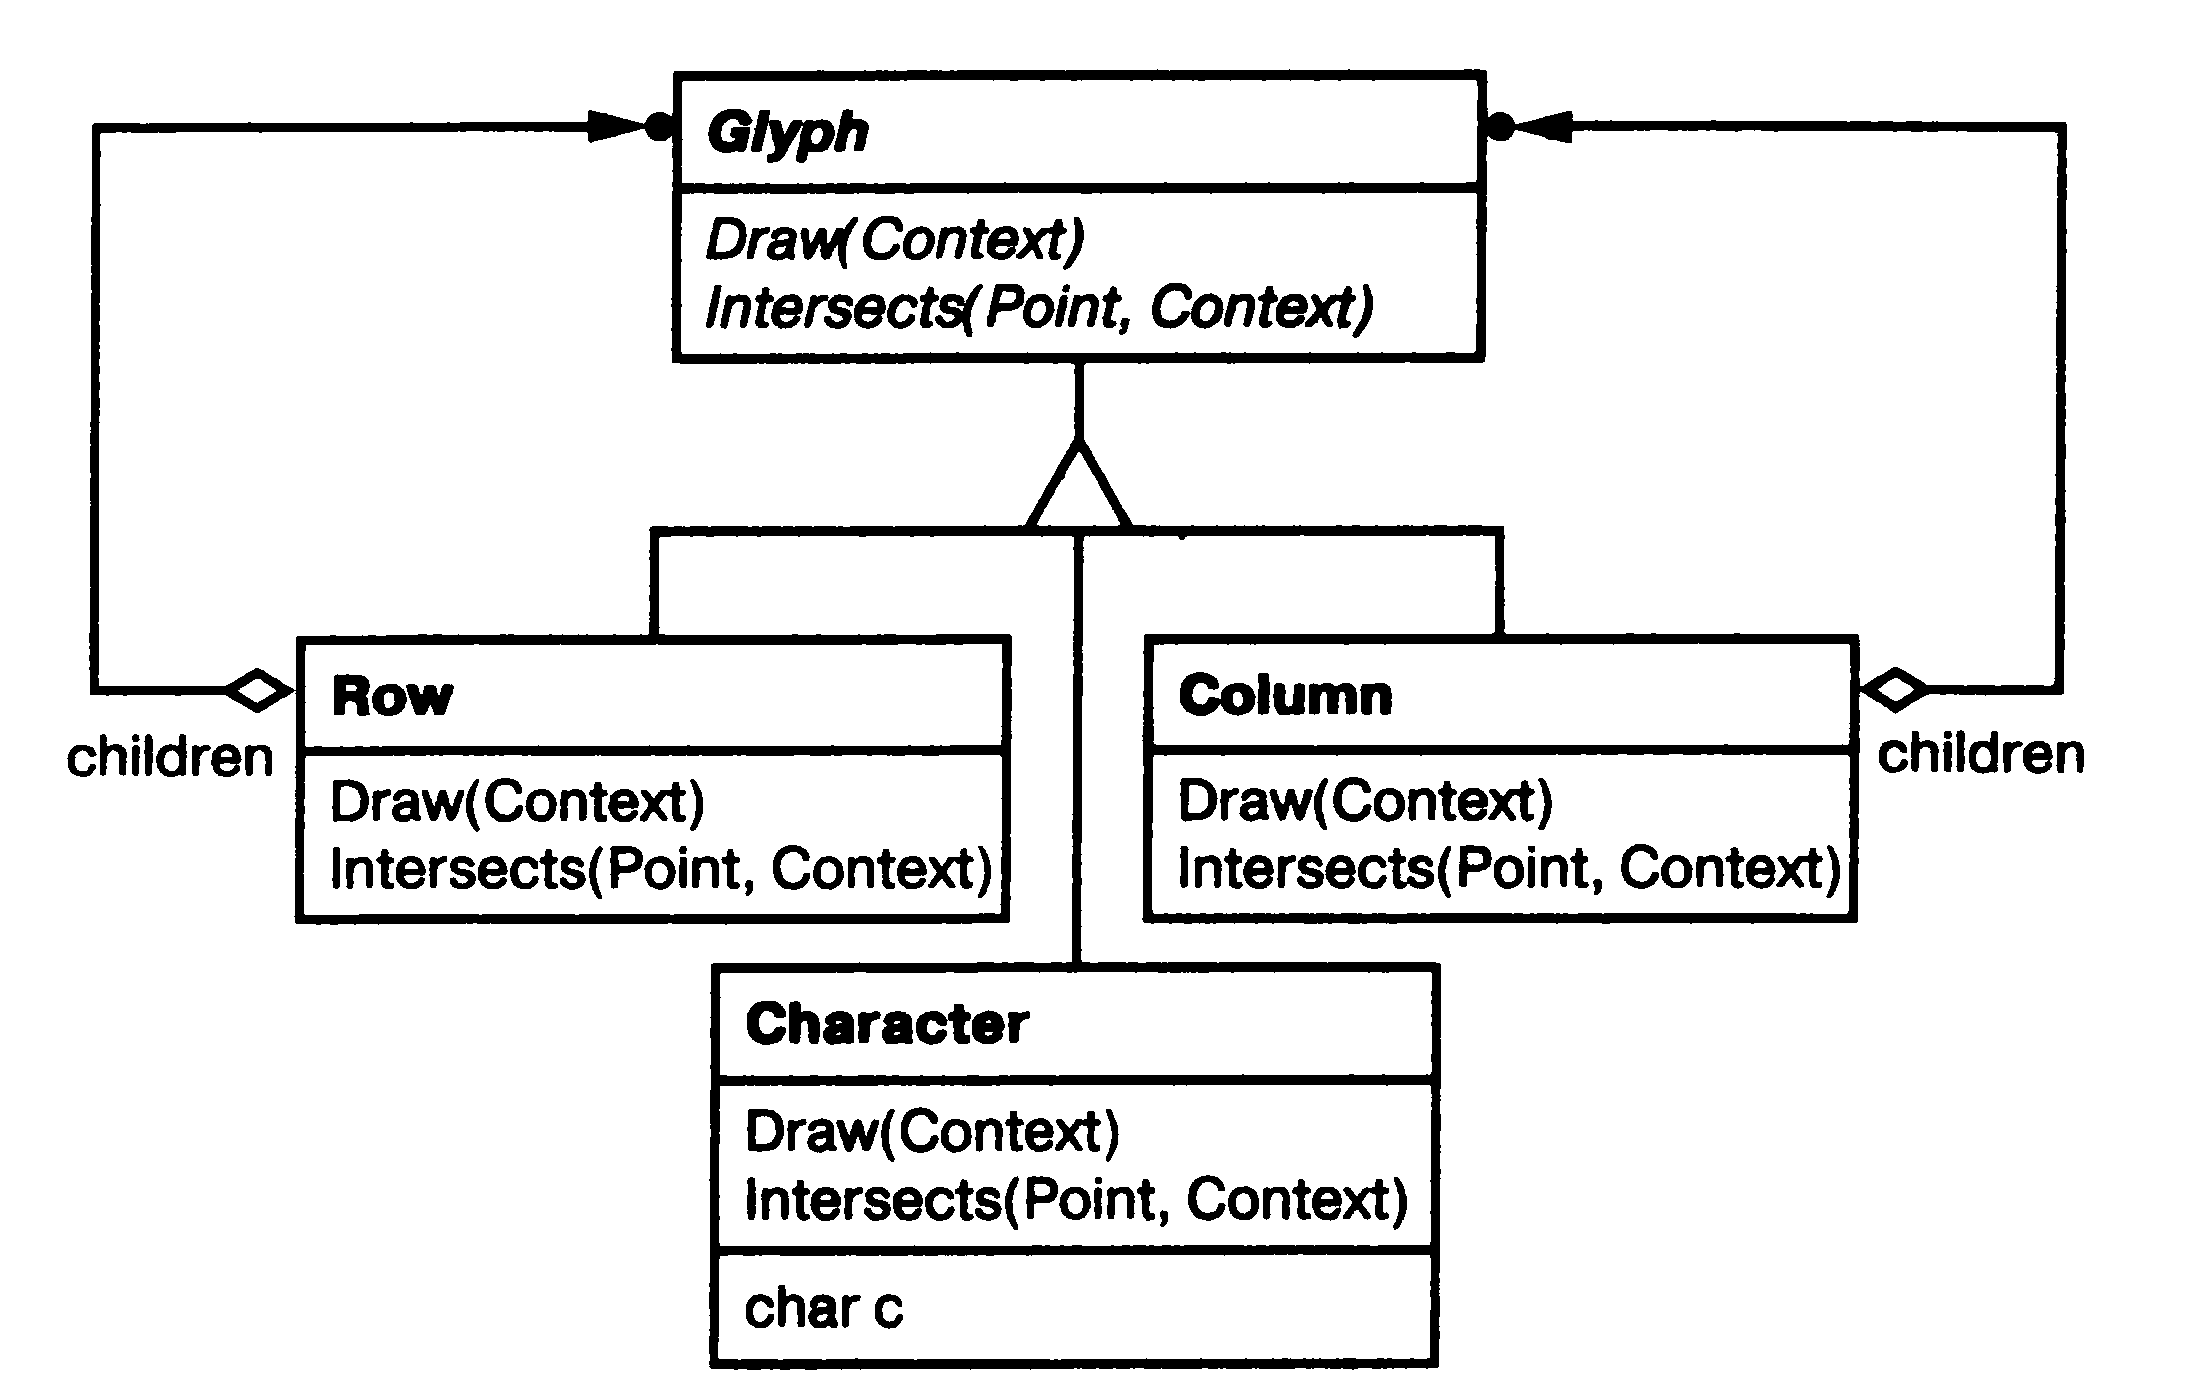 Glyph
Draw(Context)
Intersects(Point, Context)
Row
children
Draw(Context)
Intersects(Point, Context)
Column
children
Draw(Context)
Intersects(Point, Context)
Character
Draw(Context)
Intersects(Point, Context)
char c